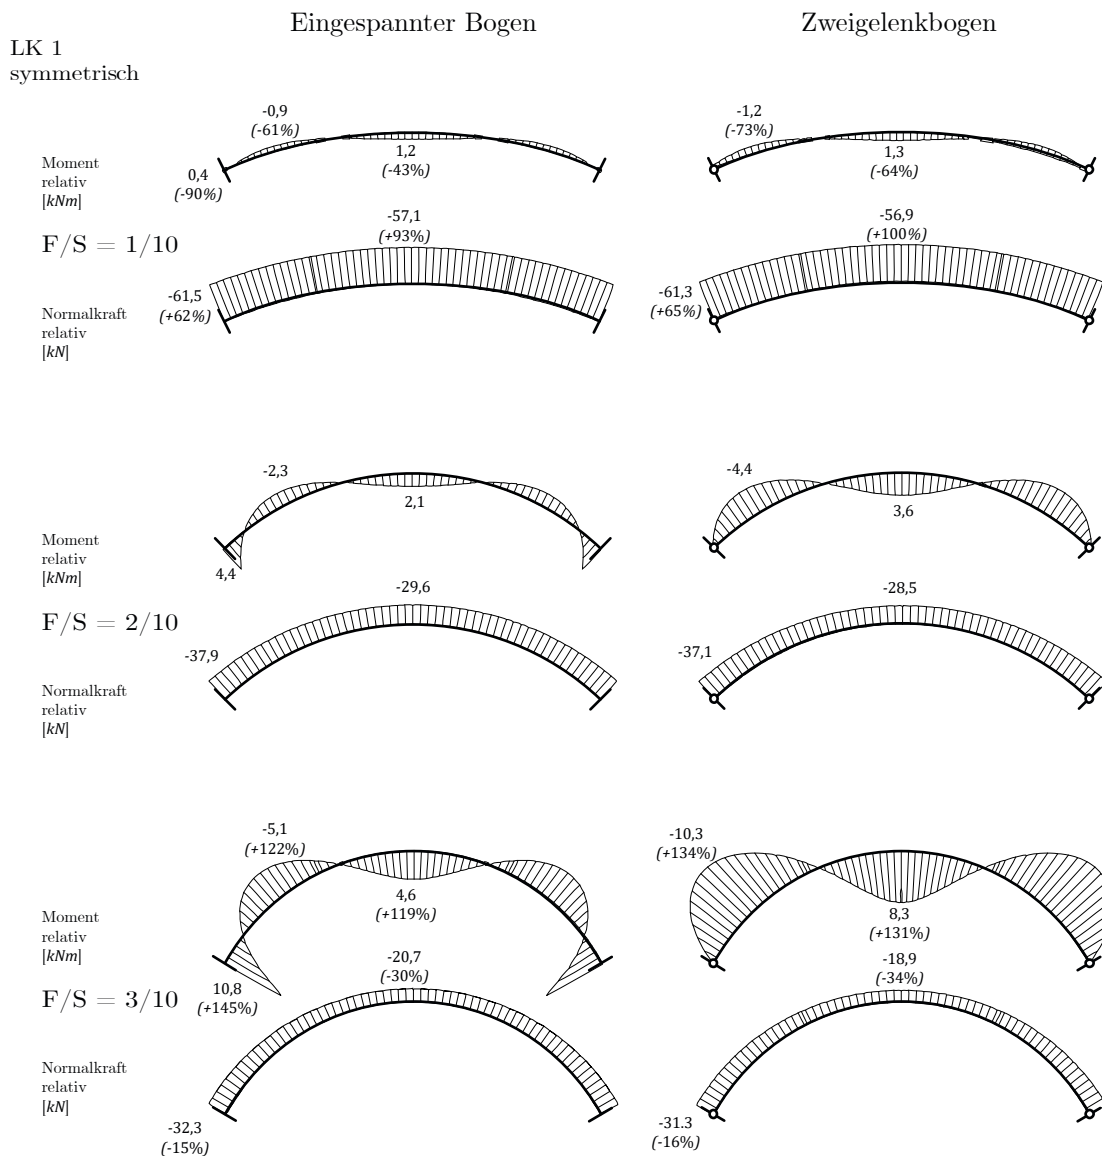 Eingespannter Bogen
Zweigelenkbogen
LK 1
symmetrisch
-0,9
(-61%)
1,2
(-43%)
0,4
(-90%)
-1,2
(-73%)
1,3
(-64%)
Moment
relativ
[kNm]
F/S = 1/10
-57,1
(+93%)
-61,5
(+62%)
-56,9
(+100%)
-61,3
(+65%)
Normalkraft
relativ
[kN]
-2,3
2,1
4,4
-4,4
3,6
Moment
relativ
[kNm]
F/S = 2/10
-29,6
-37,9
-28,5
-37,1
Normalkraft
relativ
[kN]
-5,1
(+122%)
4,6
(+119%)
10,8
(+145%)
-10,3
(+134%)
8,3
(+131%)
Moment
relativ
[kNm]
F/S = 3/10
-20,7
(-30%)
-32,3
(-15%)
-18,9
(-34%)
-31.3
(-16%)
Normalkraft
relativ
[kN]